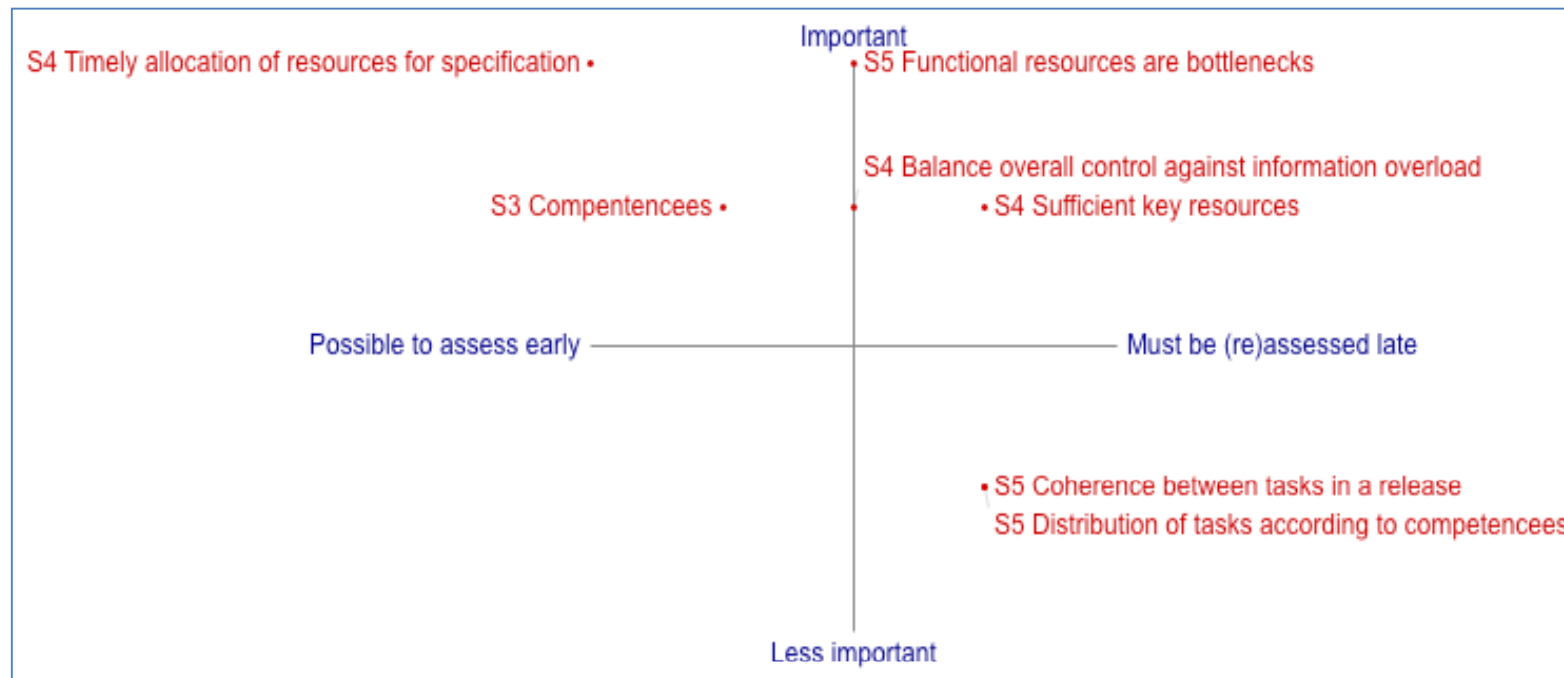 Important
S4 Timely allocation of resources for specification
S5 Functional resources are bottlenecks
S4 Balance overall control against information overload
S3 Compentencees
S4 Sufficient key resources
Possible to assess early
Must be (re)assessed late
S5 Coherence between tasks in a release
S5 Distribution of tasks according to competencees
Less important